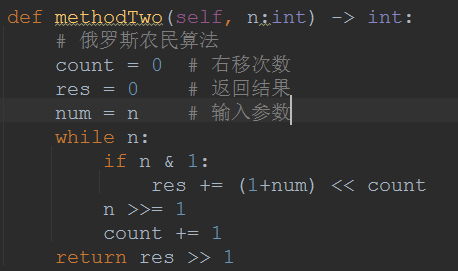 def methodTwo(self, n:int) -> int:
    # 俄罗斯农民算法
    count = 0  # 右移次数
    res = 0    # 返回结果
    num = n    # 输入参数
    while n:
        if n & 1:
            res += (1+num) << count
        n >>= 1
        count += 1
    return res >> 1